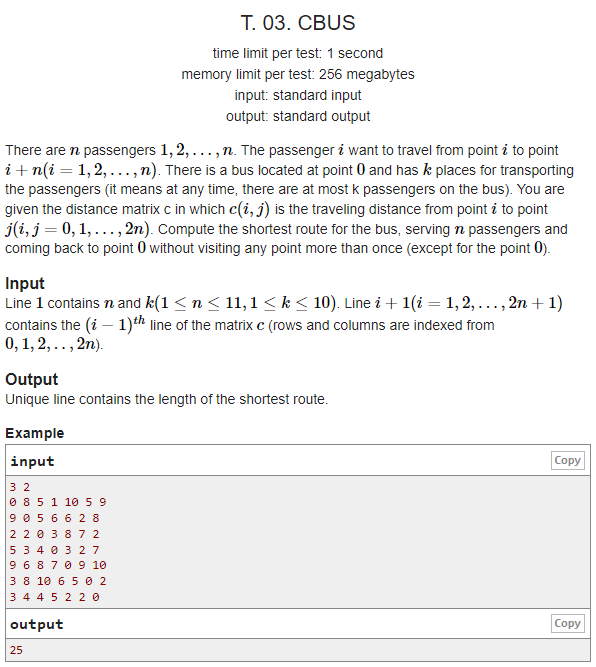 T. 03. CBUS
time limit per test: 1 second
memory limit per test: 256 megabytes
input: standard input
output: standard output
There are n passengers 1, 2, . . . , n. The passenger i want to travel from point i to point
i + n(i = 1, 2, . . . , n). There is a bus located at point 0 and has k places for transporting
the passengers (it means at any time, there are at most k passengers on the bus). You are
given the distance matrix c in which c(i, j) is the traveling distance from point i to point
j(i, j = 0, 1, . . . , 2n). Compute the shortest route for the bus, serving n passengers and
coming back to point 0 without visiting any point more than once (except for the point 0).
Input
Line 1 contains n and k(1 ≤ n ≤ 11, 1 ≤ k ≤ 10). Line i + 1(i = 1, 2, . . . , 2n + 1)
contains the (i − 1)^th line of the matrix c (rows and columns are indexed from
0, 1, 2, . . , 2n).
Output
Unique line contains the length of the shortest route.
Example
input
Copy
3 2
0 8 5 1 10 5 9
9 0 5 6 6 2 8
2 2 0 3 8 7 2
5 3 4 0 3 2 7
9 6 8 7 0 9 10
3 8 10 6 5 0 2
3 4 4 5 2 2 0
output
Copy
25